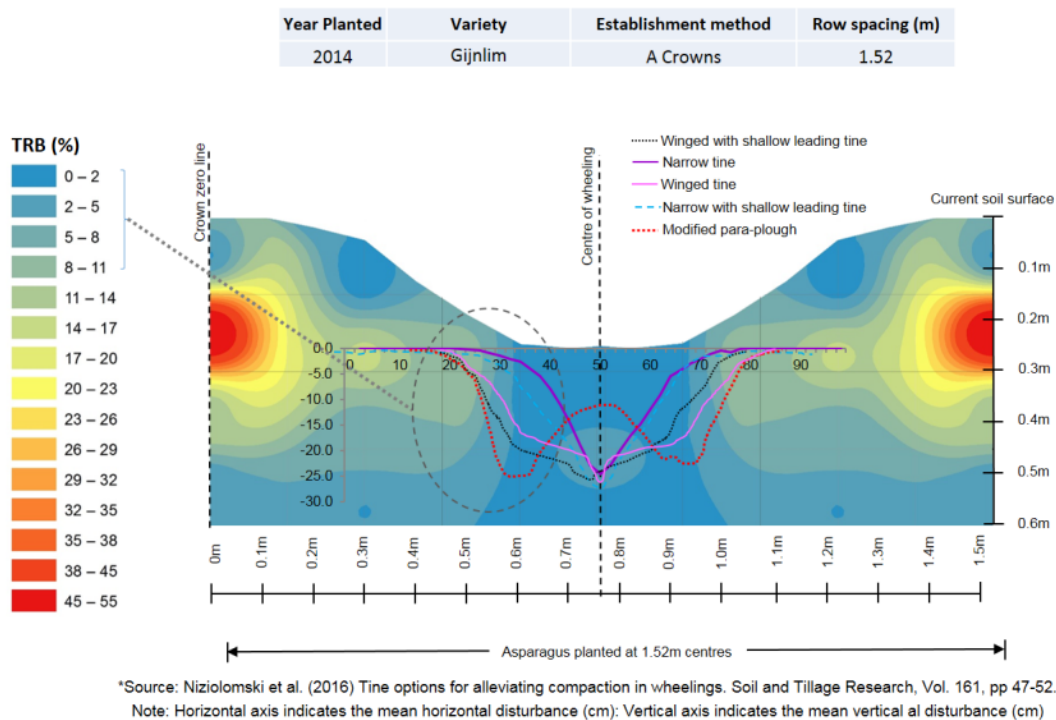 Year Planted Variety Establishment method Row spacing (m)
2014 Gijnlim A Crowns 1.52
TRB (%)
0 – 2
2 – 5
5 – 8
8 – 11
11 – 14
14 – 17
17 – 20
20 – 23
23 – 26
26 – 29
29 – 32
32 – 35
35 – 38
38 – 45
45 – 55
Crown zero line
Centre of wheeling
Winged with shallow leading tine
Narrow tine
Winged tine
Narrow with shallow leading tine
Modified para-plough
Current soil surface
0.1m
0.2m
0.3m
0.4m
0.5m
0.6m
0.0
-5.0
-10.0
-15.0
-20.0
-25.0
-30.0
0 10 20 30 40 50 60 70 80 90
0m 0.1m 0.2m 0.3m 0.4m 0.5m 0.6m 0.7m 0.8m 0.9m 1.0m 1.1m 1.2m 1.3m 1.4m 1.5m
Asparagus planted at 1.52m centres
*Source: Niziolomski et al. (2016) Tine options for alleviating compaction in wheelings. Soil and Tillage Research, Vol. 161, pp 47-52.
Note: Horizontal axis indicates the mean horizontal disturbance (cm): Vertical axis indicates the mean vertical al disturbance (cm)